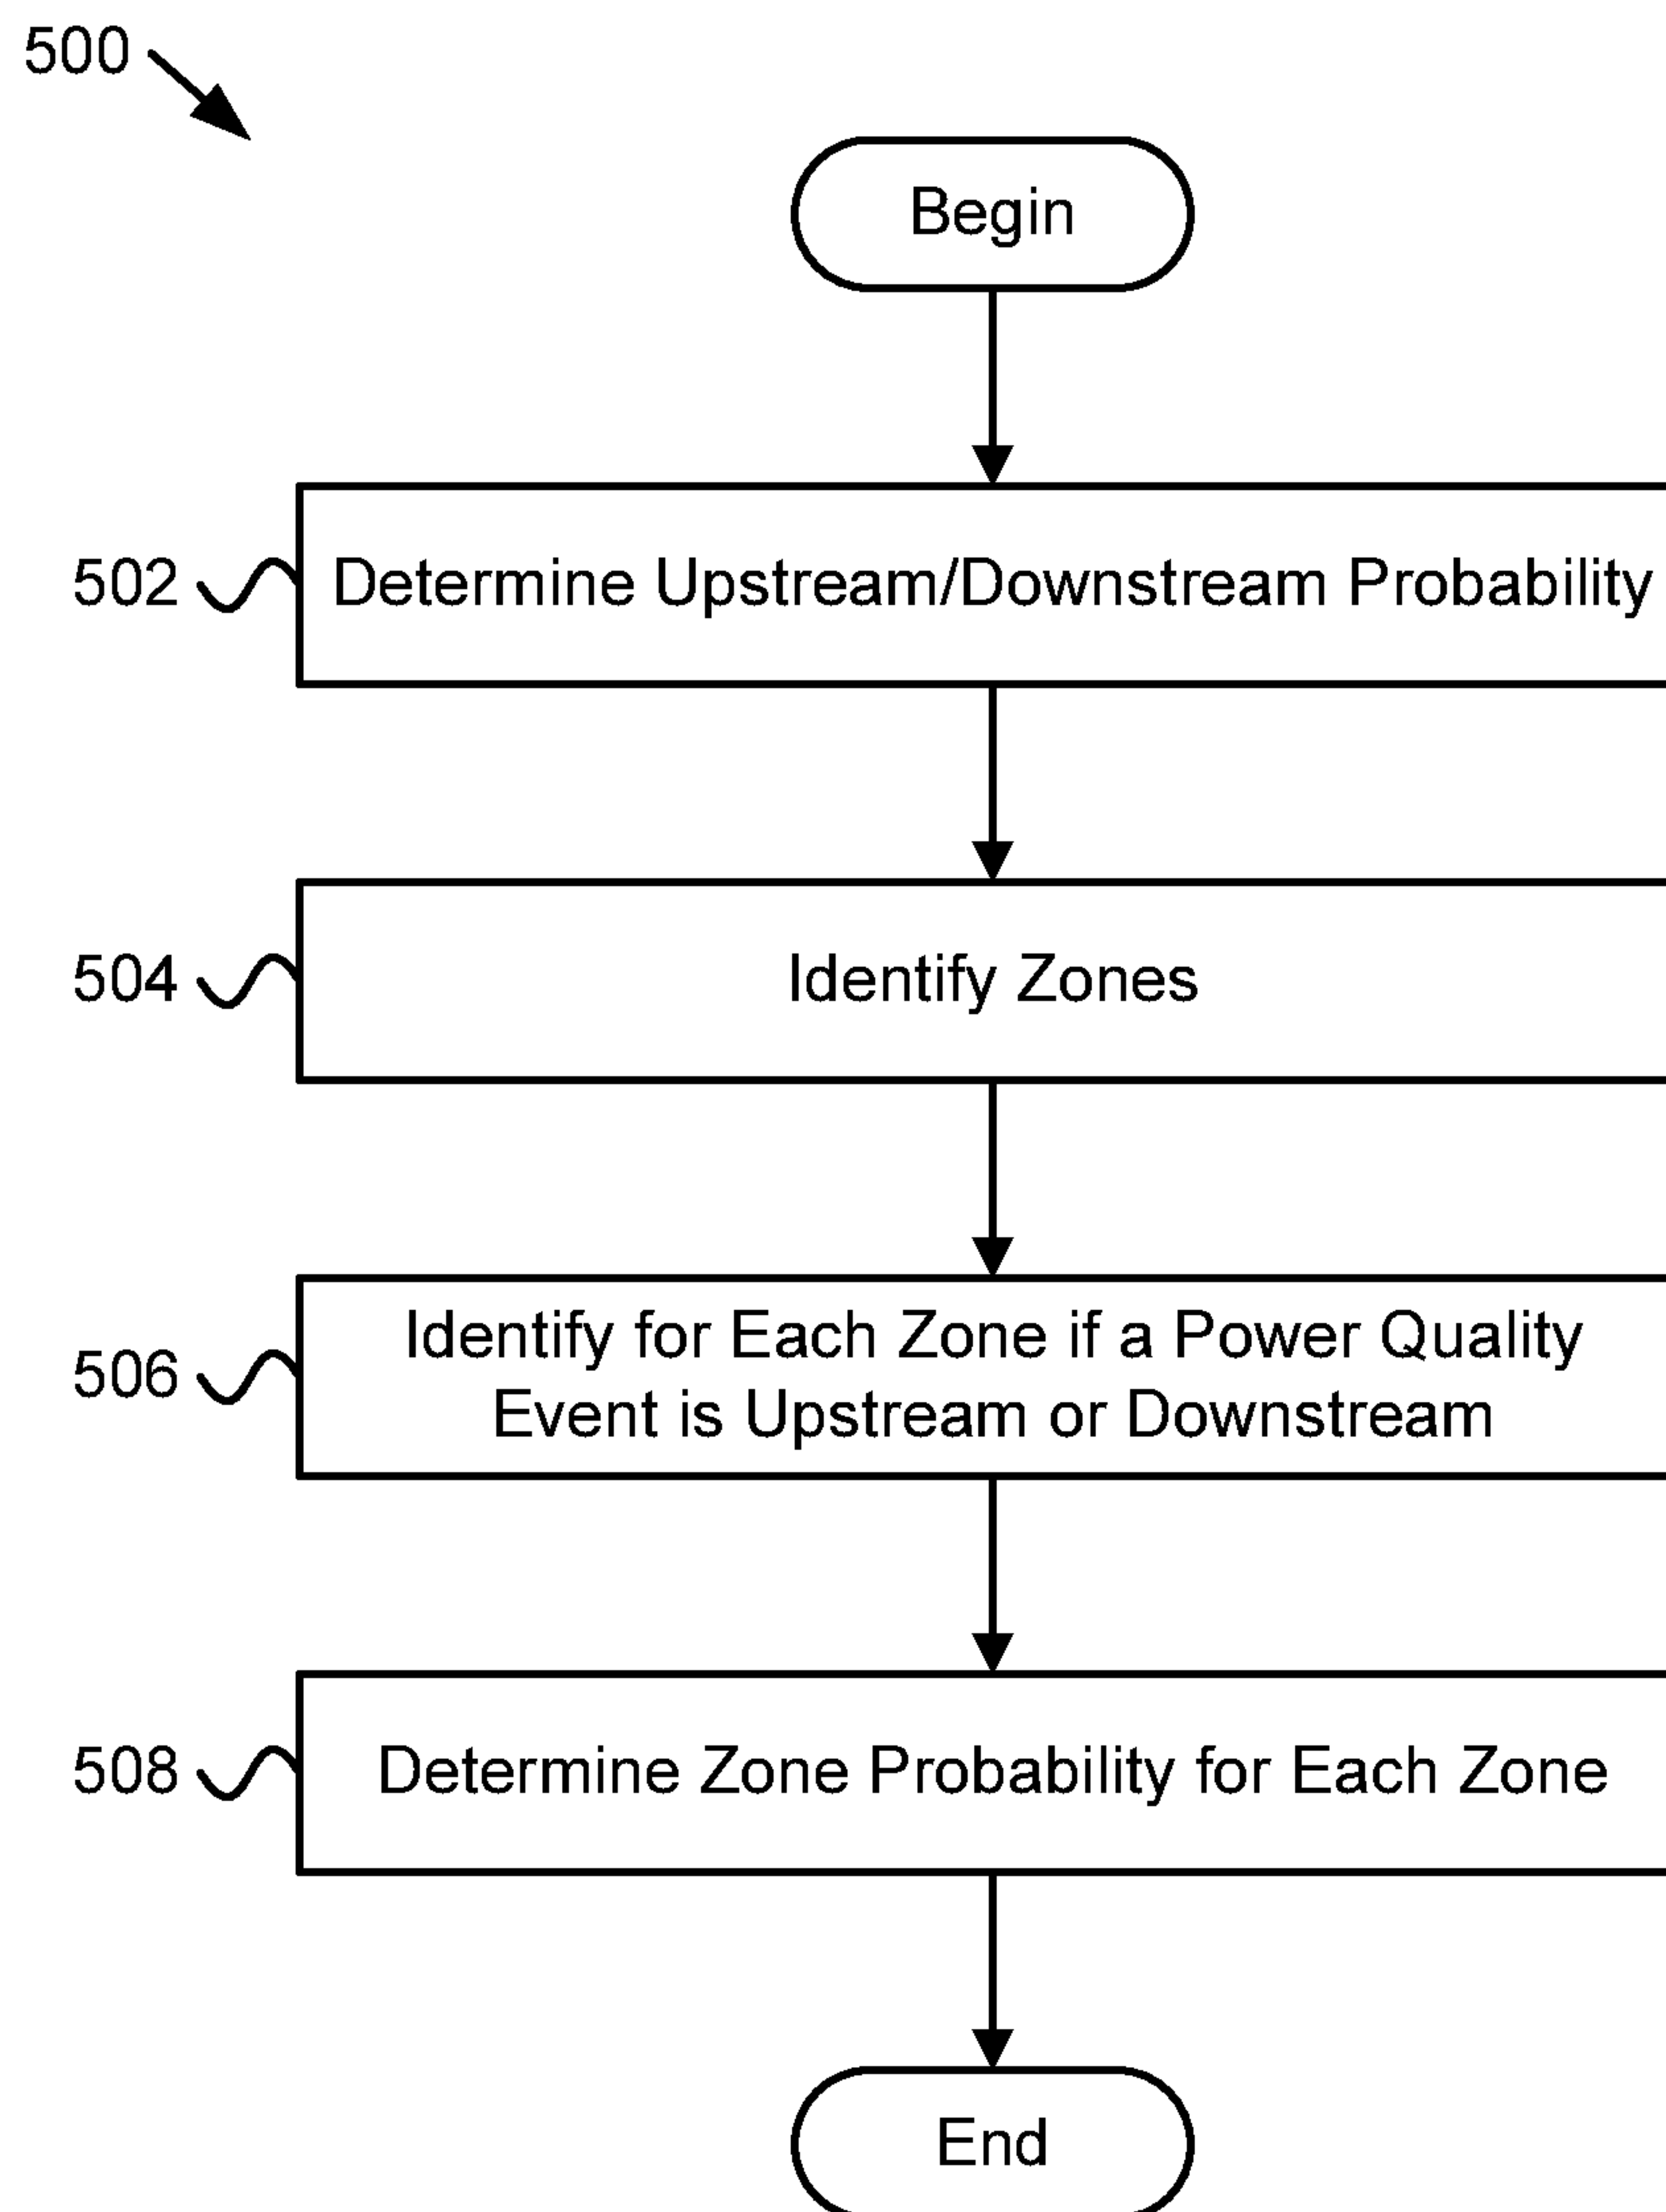 500
Begin
502
Determine Upstream/Downstream Probability
504
Identify Zones
506
Identify for Each Zone if a Power Quality
Event is Upstream or Downstream
508
Determine Zone Probability for Each Zone
End